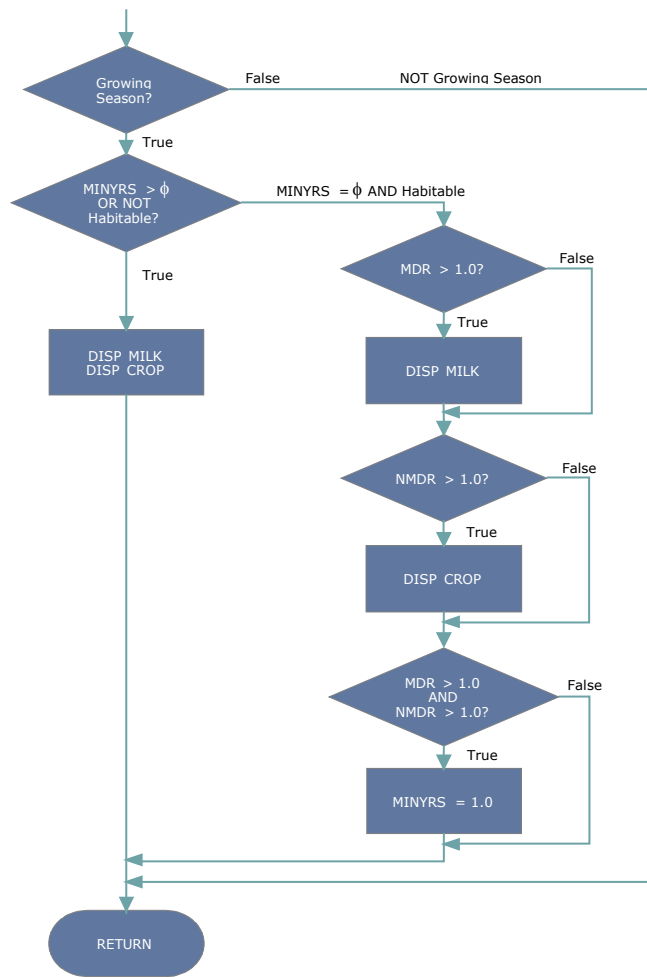 Growing
Season?
False
NOT Growing Season
True
MINYRS > ϕ
OR NOT
Habitable?
MINYRS = ϕ AND Habitable
True
MDR > 1.0?
False
True
DISP MILK
DISP CROP
DISP MILK
NMDR > 1.0?
False
True
DISP CROP
MDR > 1.0
AND
NMDR > 1.0?
False
True
MINYRS = 1.0
RETURN